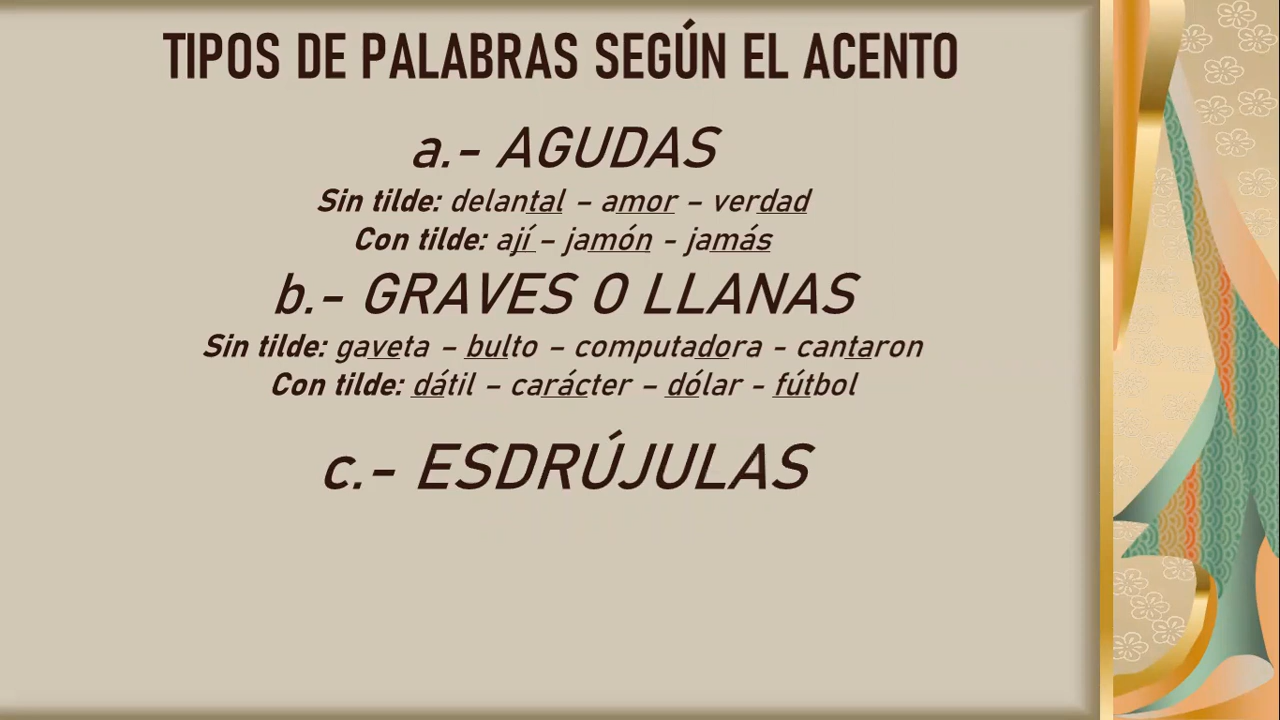 TIPOS DE PALABRAS SEGÚN EL ACENTO
a.- AGUDAS
Sin tilde: delantal – amor – verdad
Con tilde: ají – jamón - jamás
b.- GRAVES O LLANAS
Sin tilde: gaveta – bulto – computadora - cantaron
Con tilde: dátil – carácter – dólar - fútbol
c.- ESDRÚJULAS